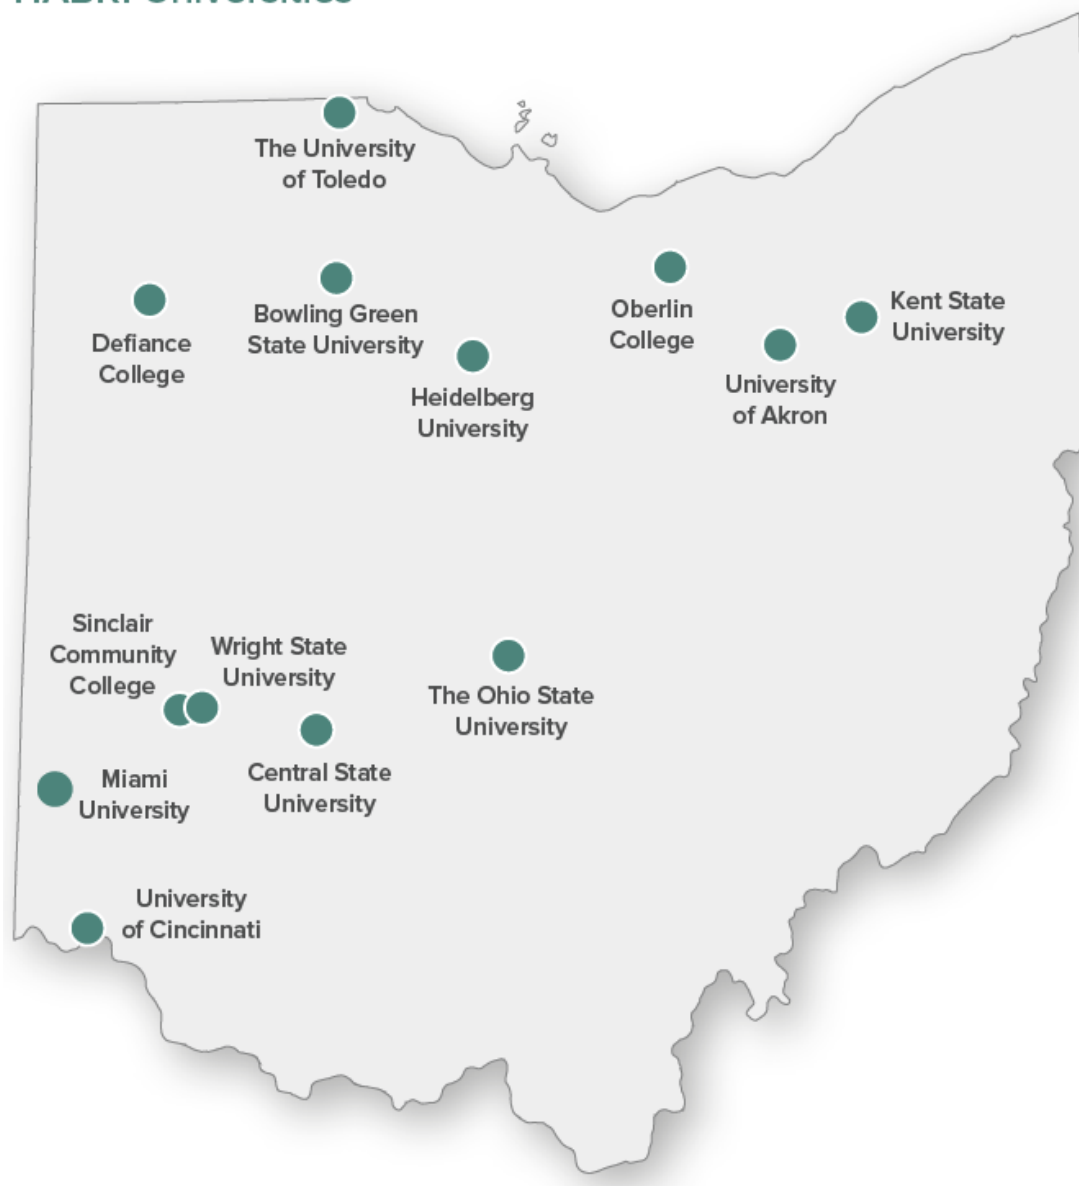 HABRI Universities
The University
of Toledo
Defiance
College
Bowling Green
State University
Heidelberg
University
Oberlin
College
Kent State
University
University
of Akron
Sinclair
Community
College
Wright State
University
The Ohio State
University
Miami
University
Central State
University
University
of Cincinnati